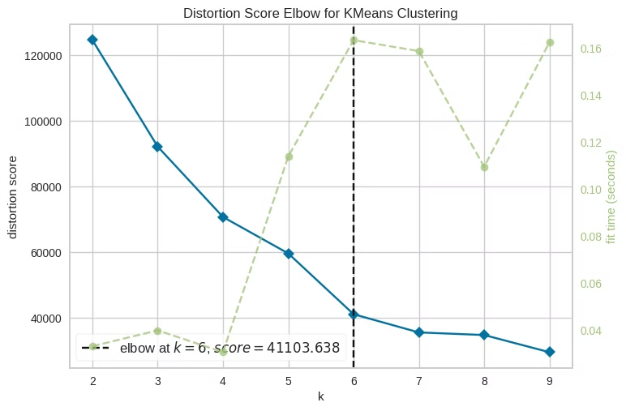 Distortion Score Elbow for KMeans Clustering
distortion score
120000
100000
80000
60000
40000
0.16
0.14
0.12
0.10
0.08
0.06
0.04
fit time (seconds)
elbow at k = 6, score = 41103.638
2 3 4 5 6 7 8 9
k